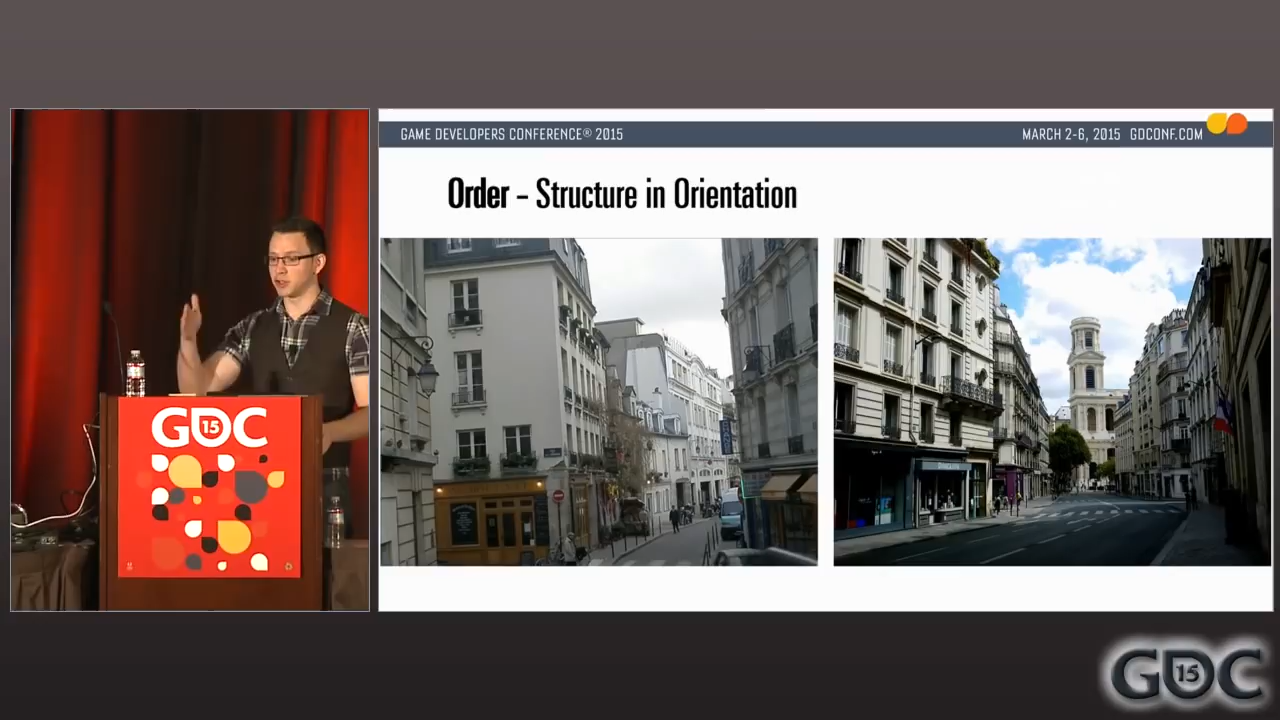 GAME DEVELOPERS CONFERENCE® 2015
MARCH 2-6, 2015 GDCONF.COM
Order – Structure in Orientation
GDC
15
GDC
15